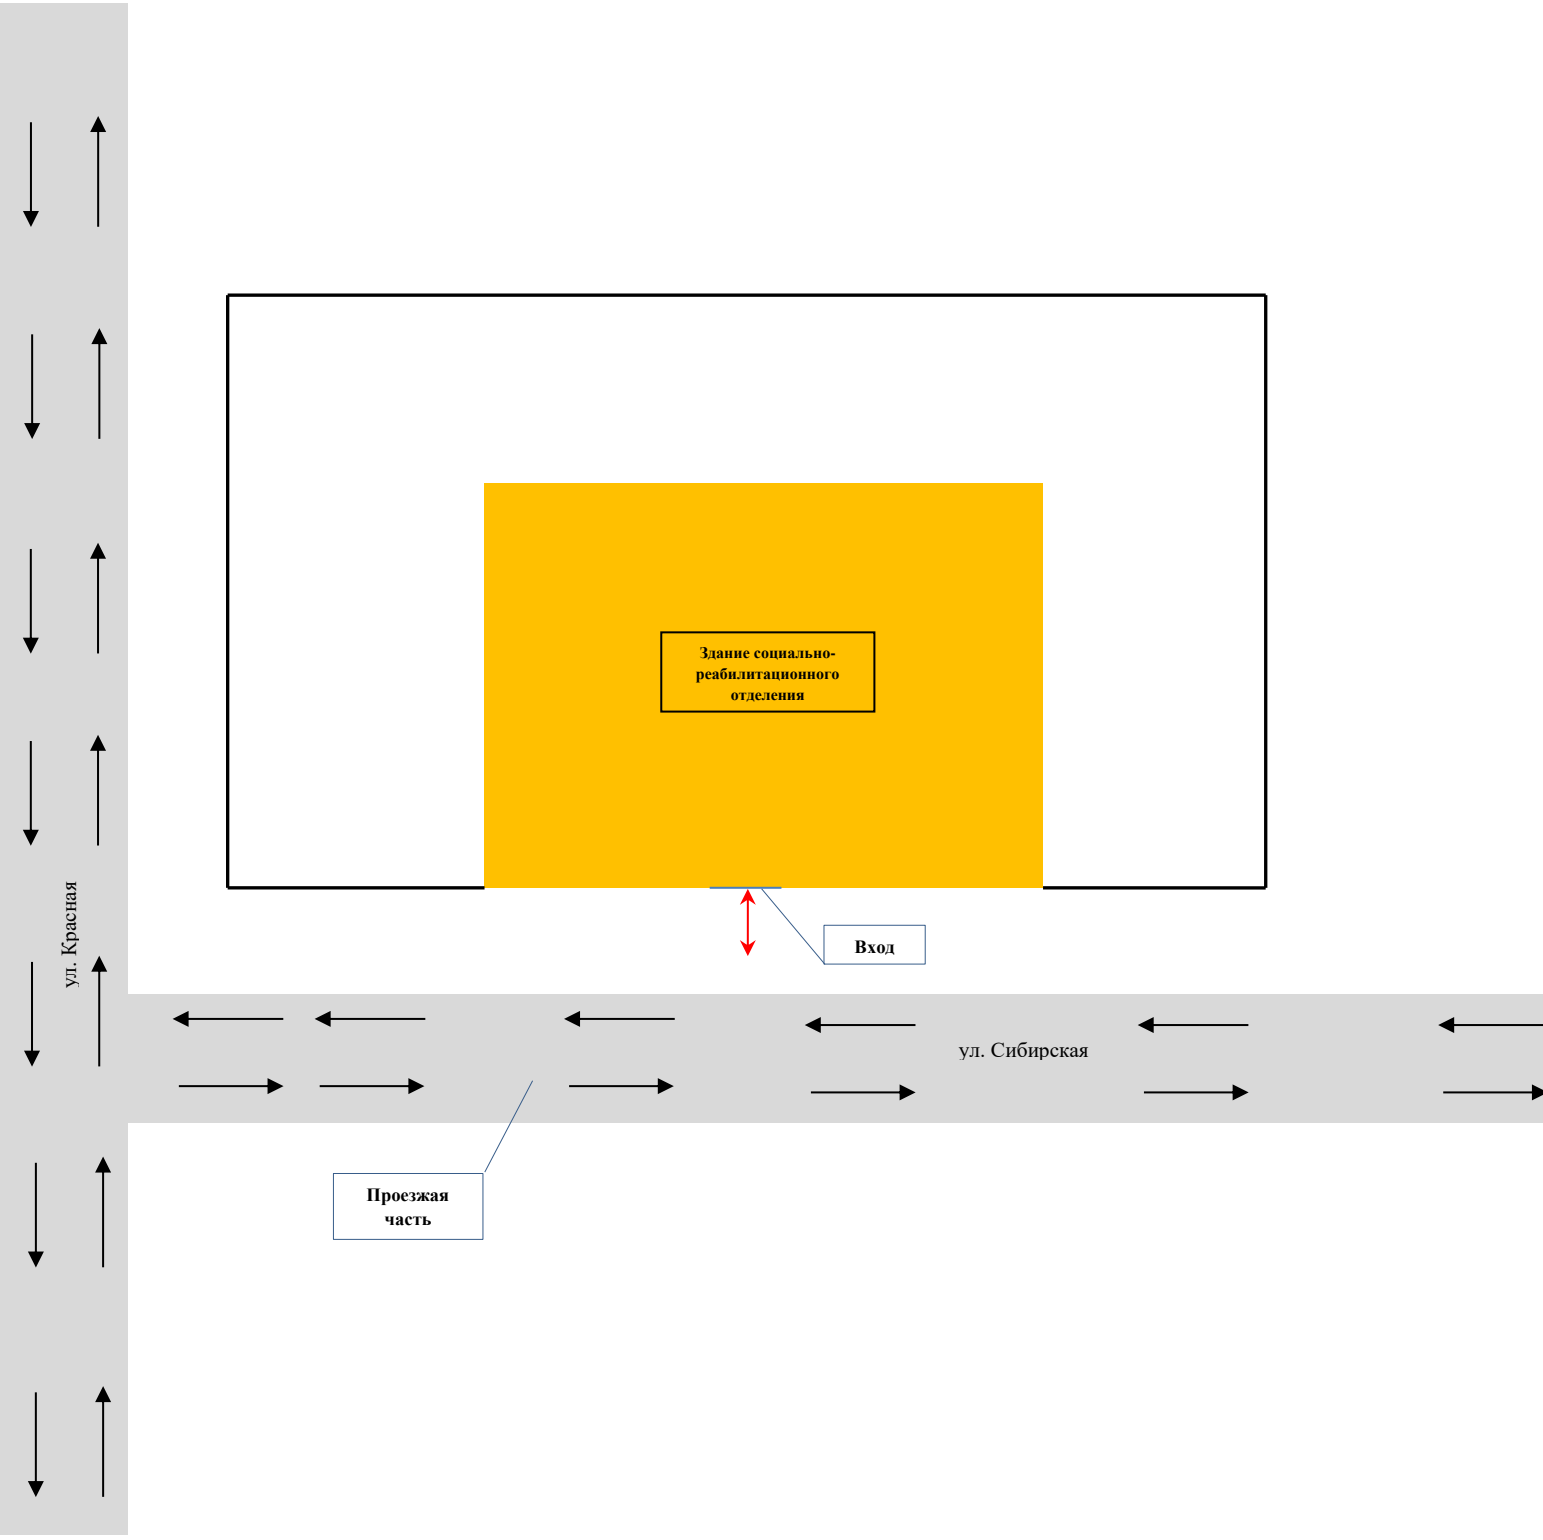 Здание социально-
реабилитационного
отделения
Вход
ул. Красная
ул. Сибирская
Проезжая
часть